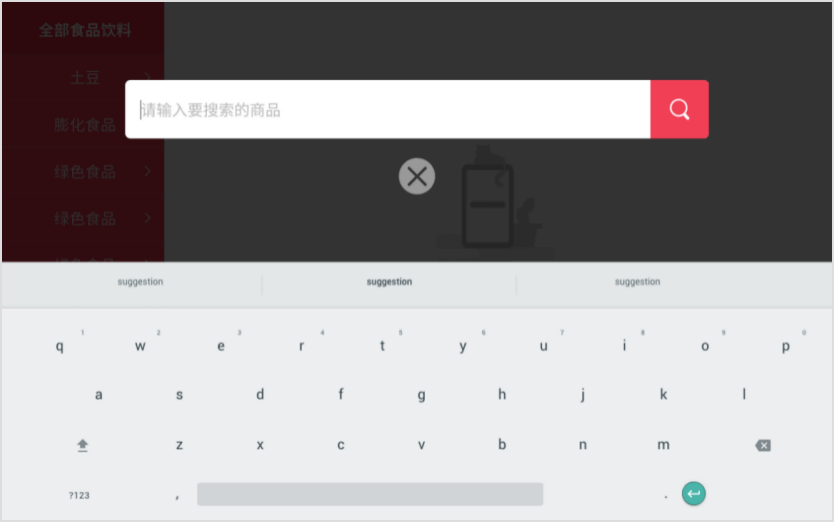 全部食品饮料
土豆
请输入要搜索的商品
膨化食品
绿色食品
绿色食品
suggestion suggestion suggestion
1 2 3 4 5 6 7 8 9 0
q w e r t y u i o p
a s d f g h j k l
z x c v b n m
?123 , .